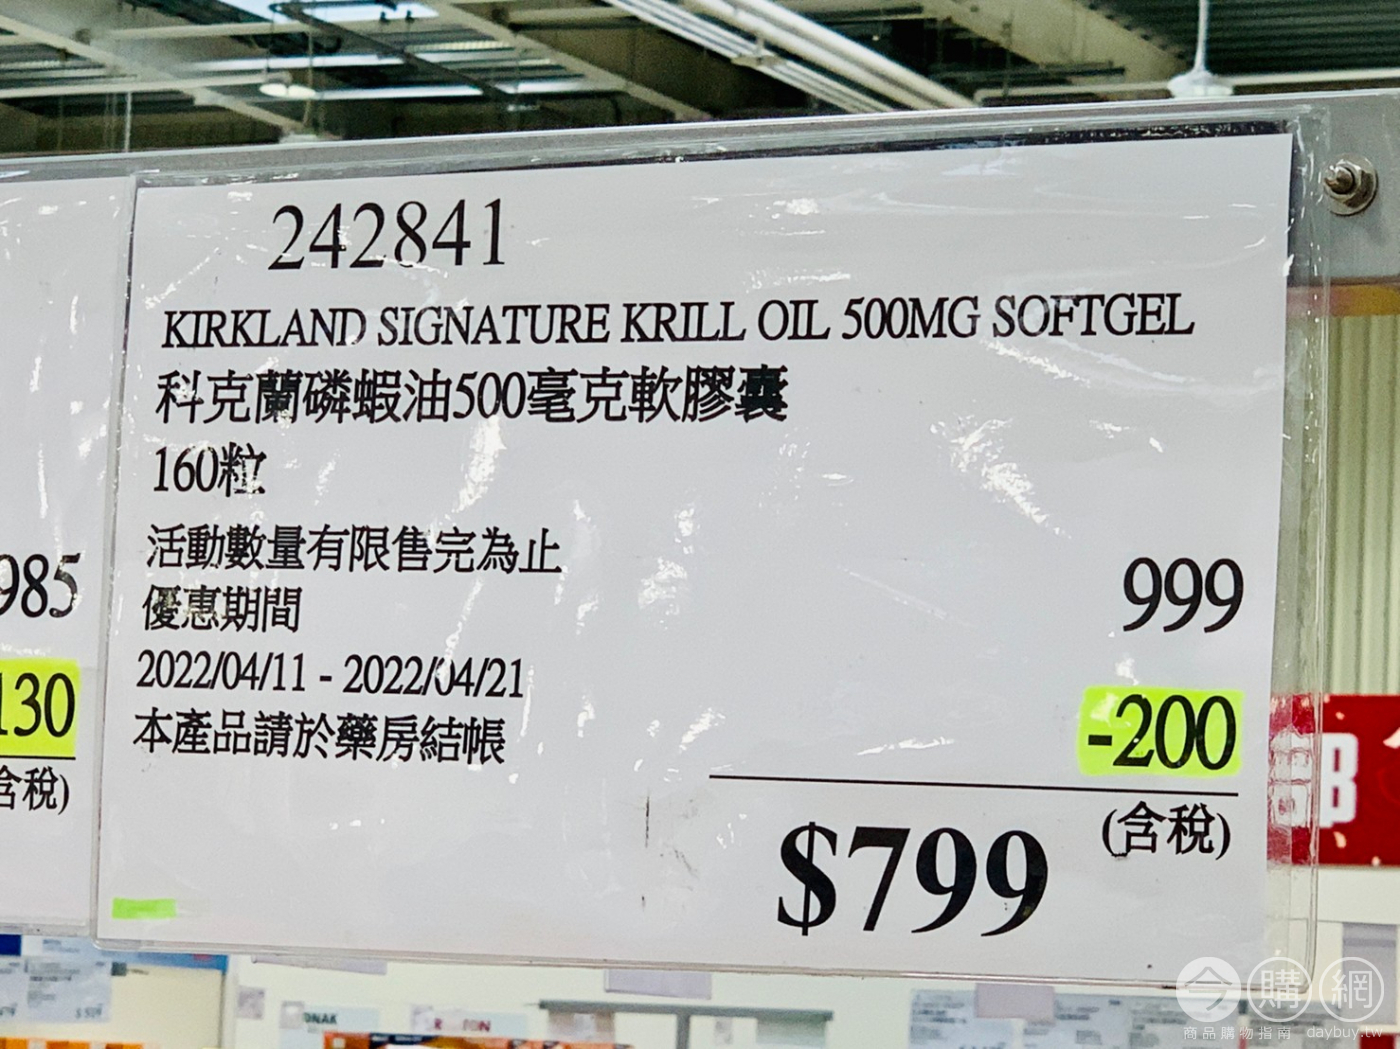 242841
KIRKLAND SIGNATURE KRILL OIL 500MG SOFTGEL
科克蘭磷蝦油500毫克軟膠囊
160粒
活動數量有限售完為止
優惠期間
2022/04/11 - 2022/04/21
本產品請於藥房結帳
999
-200
(含稅)
$799
985
130
含稅)
部
今購網
商品購物指南 daybuy.tw